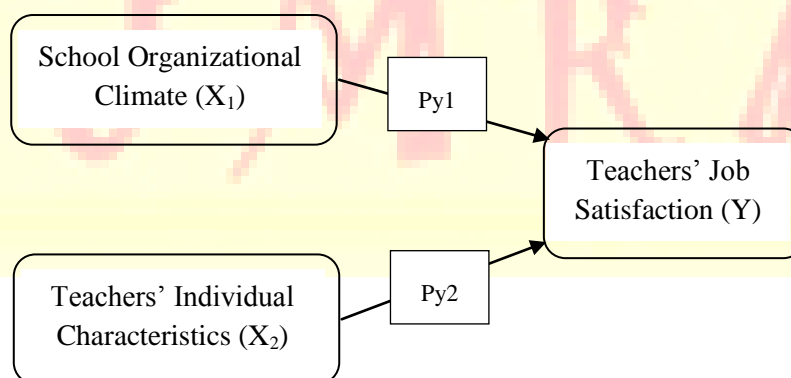 School Organizational
Climate (X₁)
Py1
Teachers’ Job
Satisfaction (Y)
Teachers’ Individual
Characteristics (X₂)
Py2